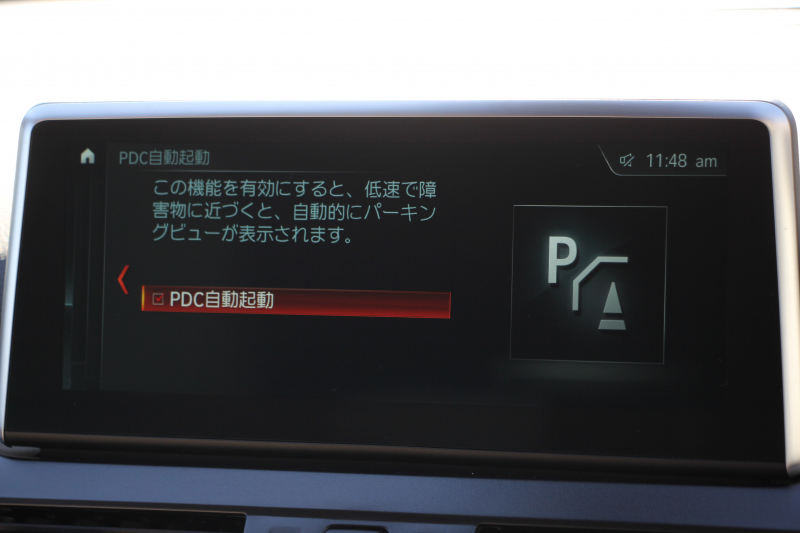 PDC自動起動
11:48 am
この機能を有効にすると、低速で障
害物に近づくと、自動的にパーキン
グビューが表示されます。
PDC自動起動
P